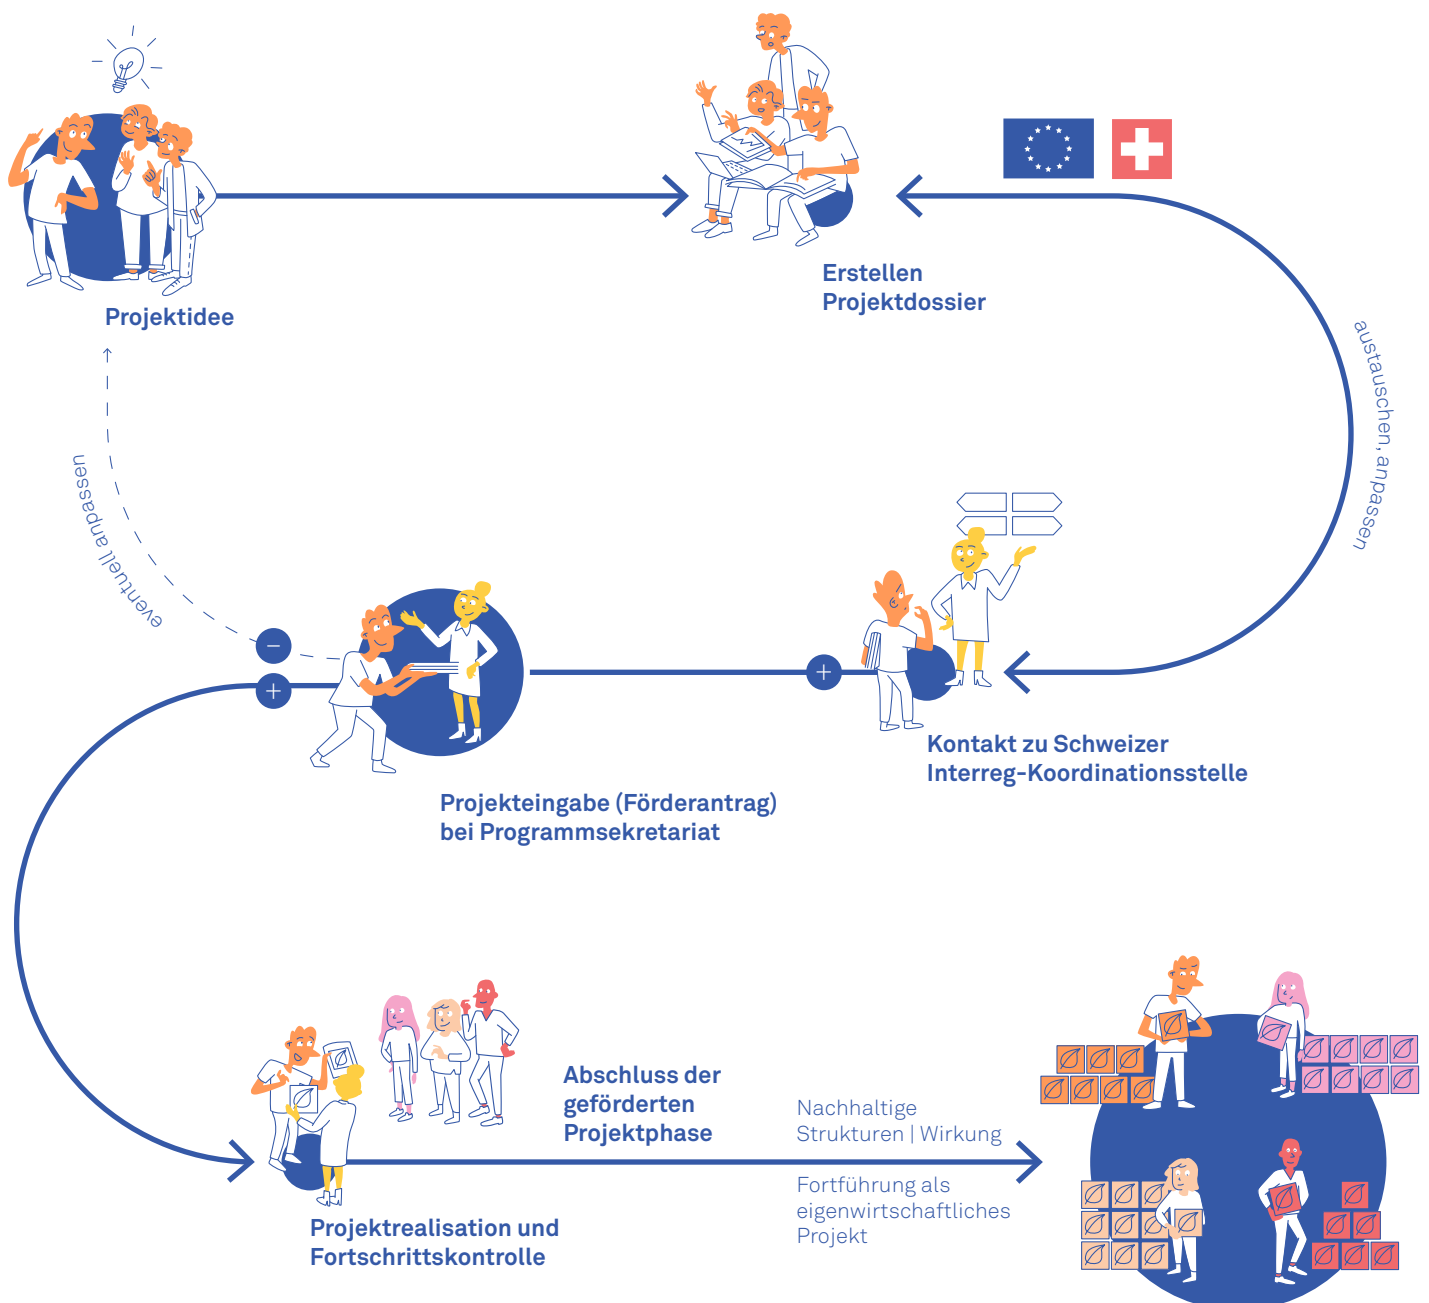 Projektidee
Erstellen
Projektdossier
austauschen, anpassen
Kontakt zu Schweizer
Interreg-Koordinationsstelle
Projekteingabe (Förderantrag)
bei Programmsekretariat
eventuell anpassen
Projektrealisation und
Fortschrittskontrolle
Abschluss der
geförderten
Projektphase
Nachhaltige
Strukturen | Wirkung
Fortführung als
eigenwirtschaftliches
Projekt